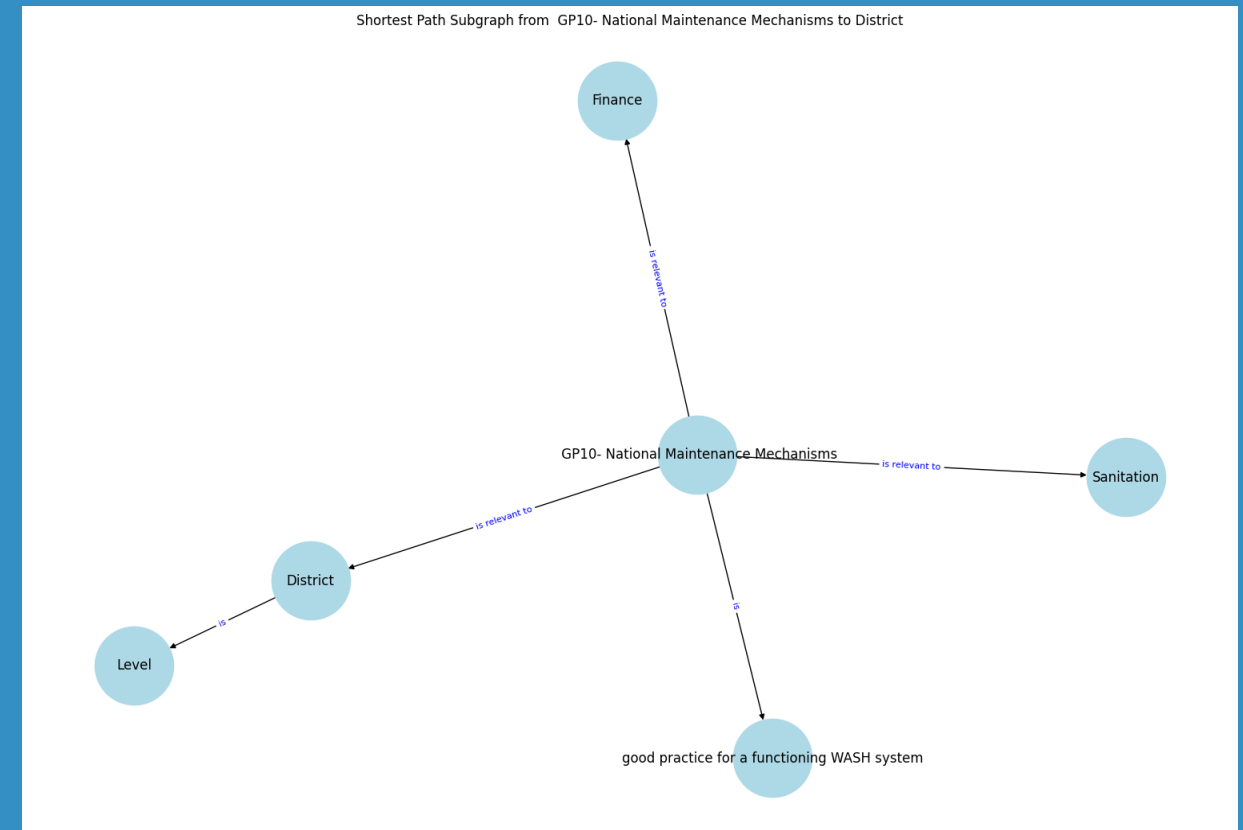 Shortest Path Subgraph from  GP10- National Maintenance Mechanisms to District
Finance
is relevant to
GP10- National Maintenance Mechanisms
is relevant to
Sanitation
is relevant to
District
is
is
Level
good practice for a functioning WASH system